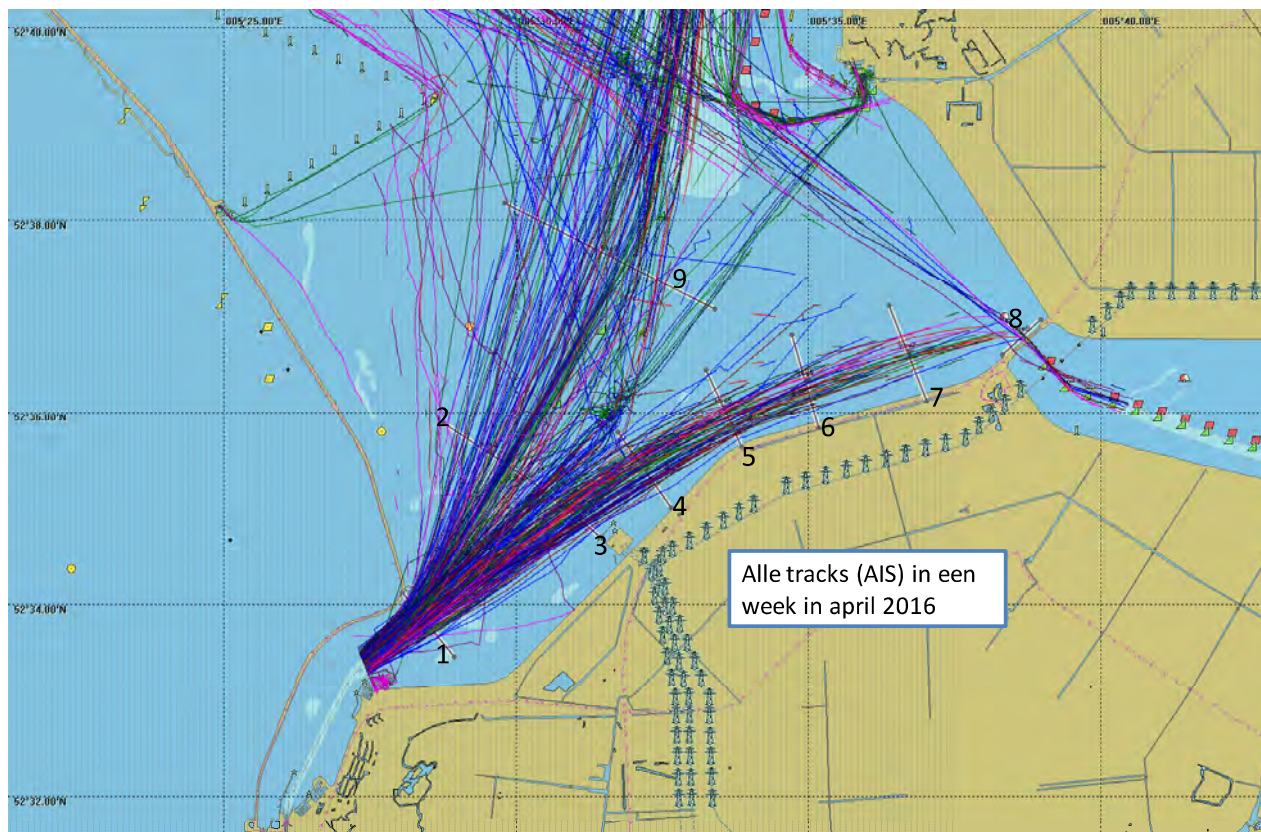 005°25.00'E
005°35.00'E
005°40.00'E
52°40.00'N
52°38.00'N
9
8
52°36.00'N
2
7
6
5
4
3
Alle tracks (AIS) in een
week in april 2016
52°34.00'N
1
52°32.00'N